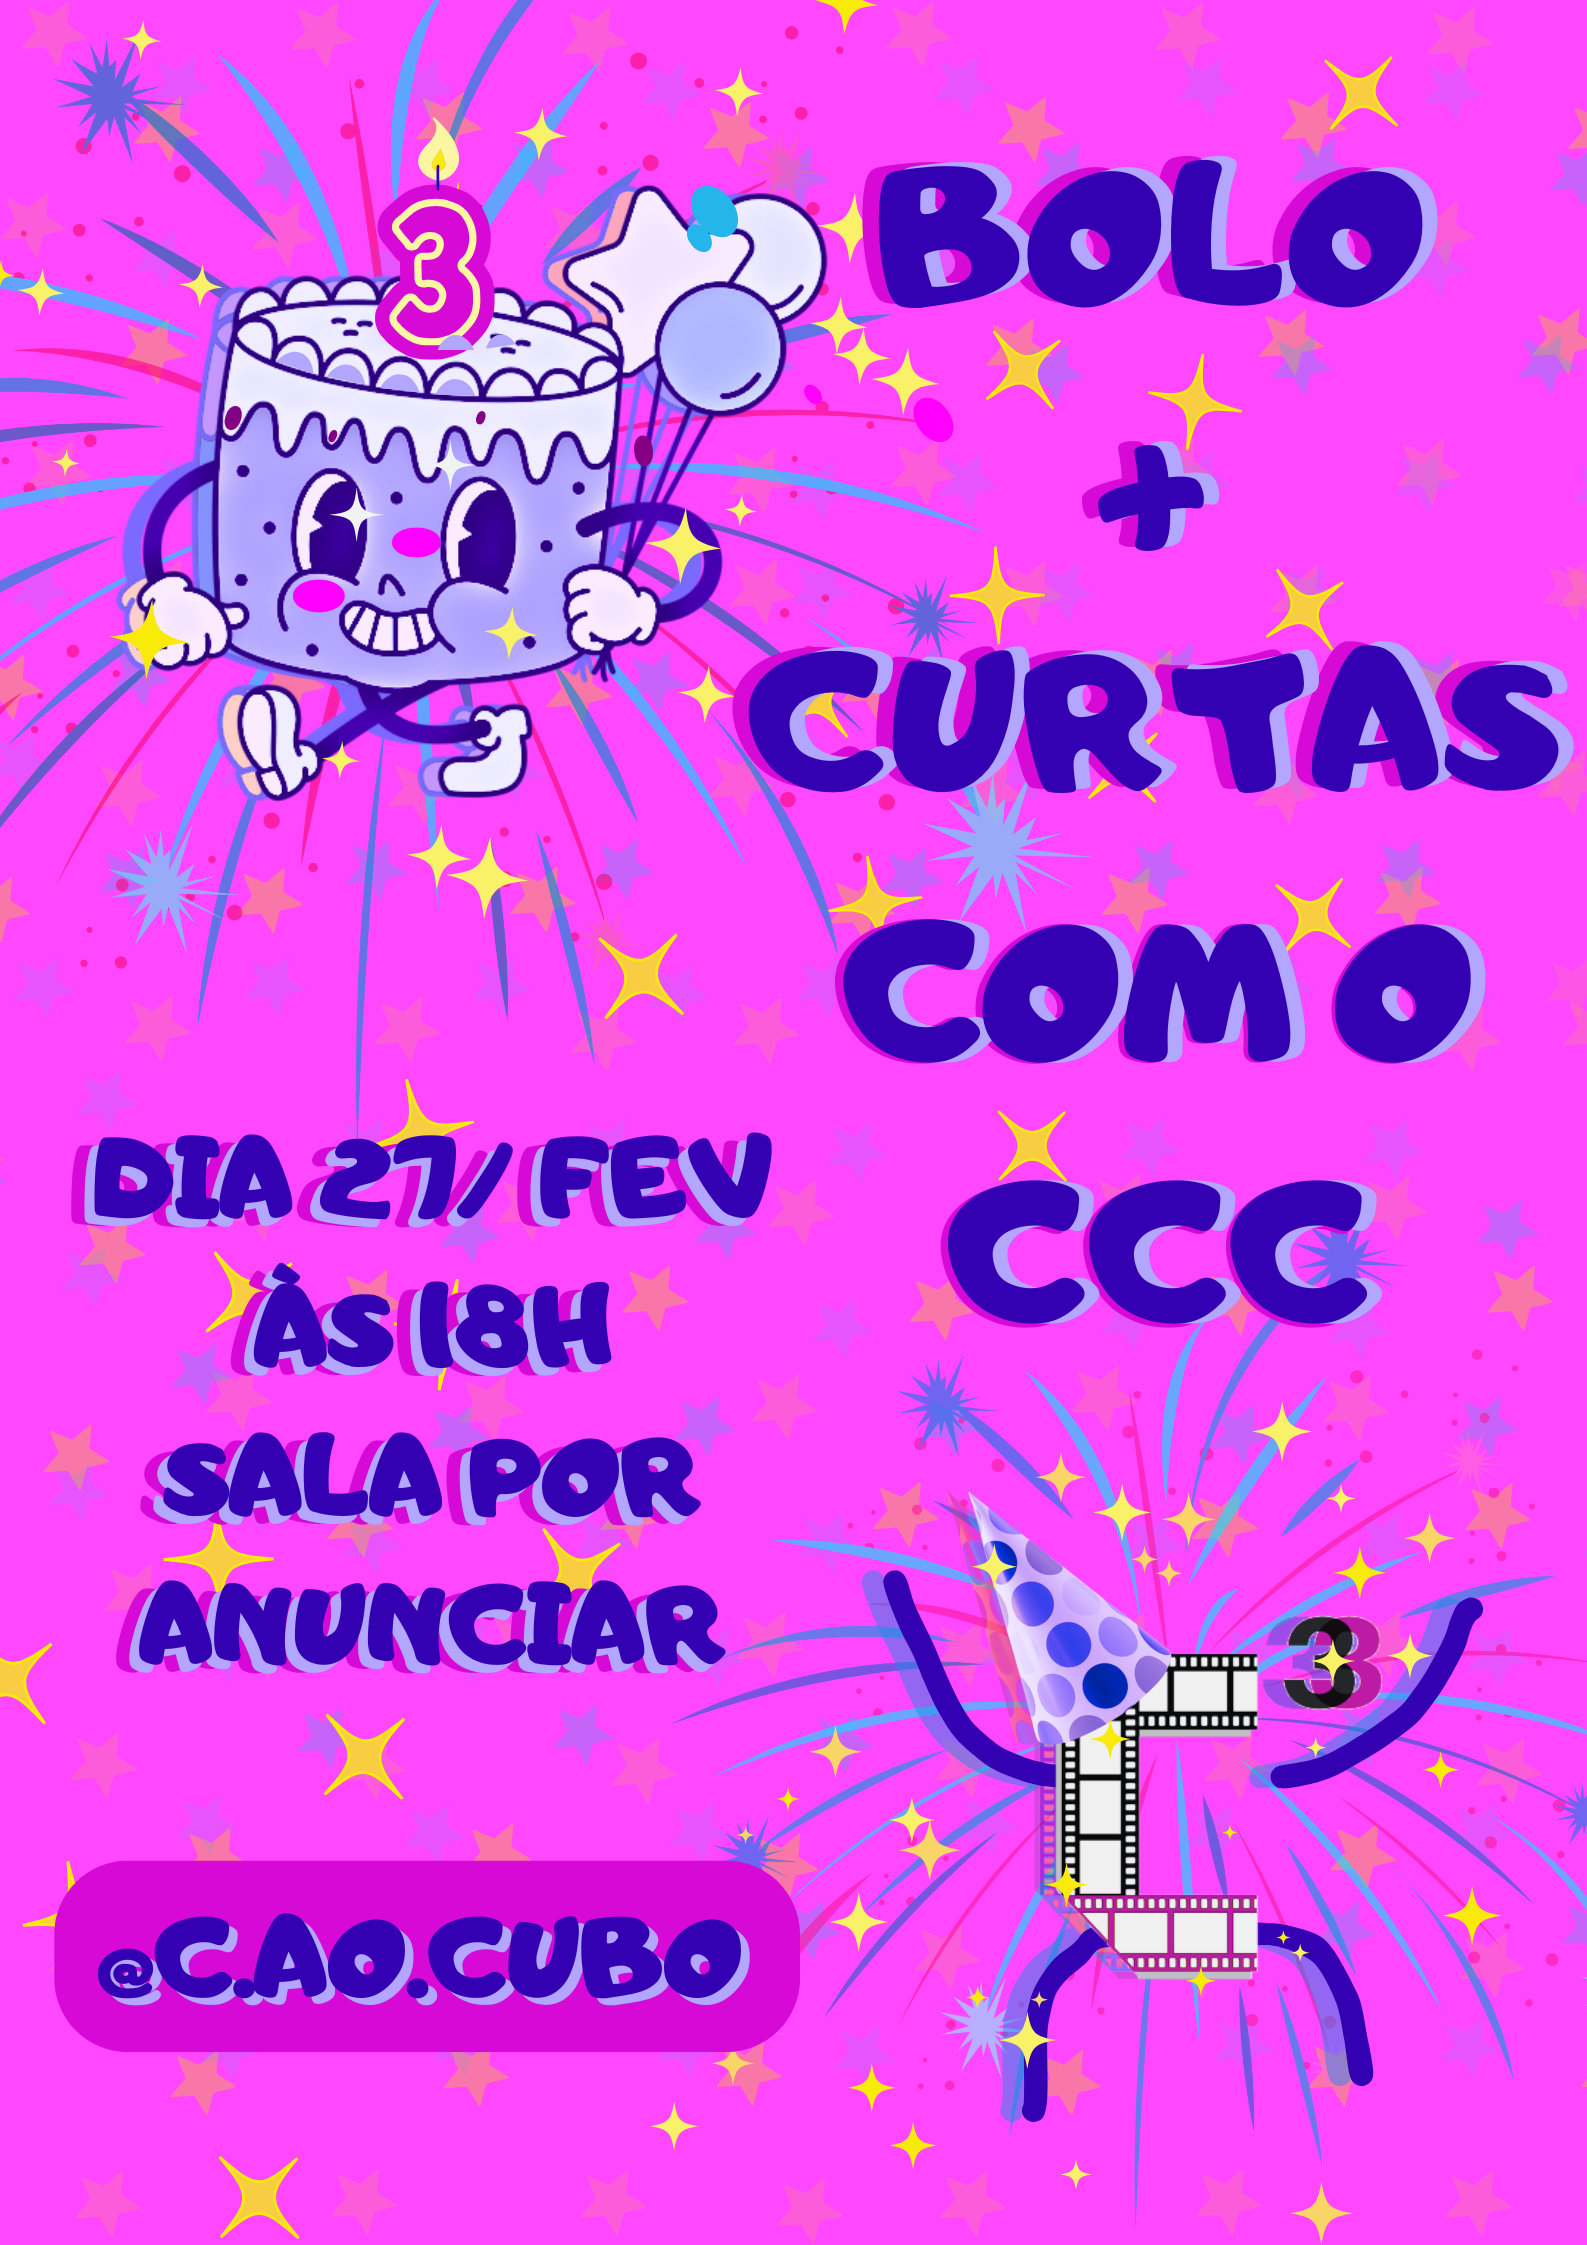 3
BOLO
+
CURTAS
COM O
CCC
DIA 27/FEV
ÀS 18H
SALA POR
ANUNCIAR
3
@C.AO.CUBO